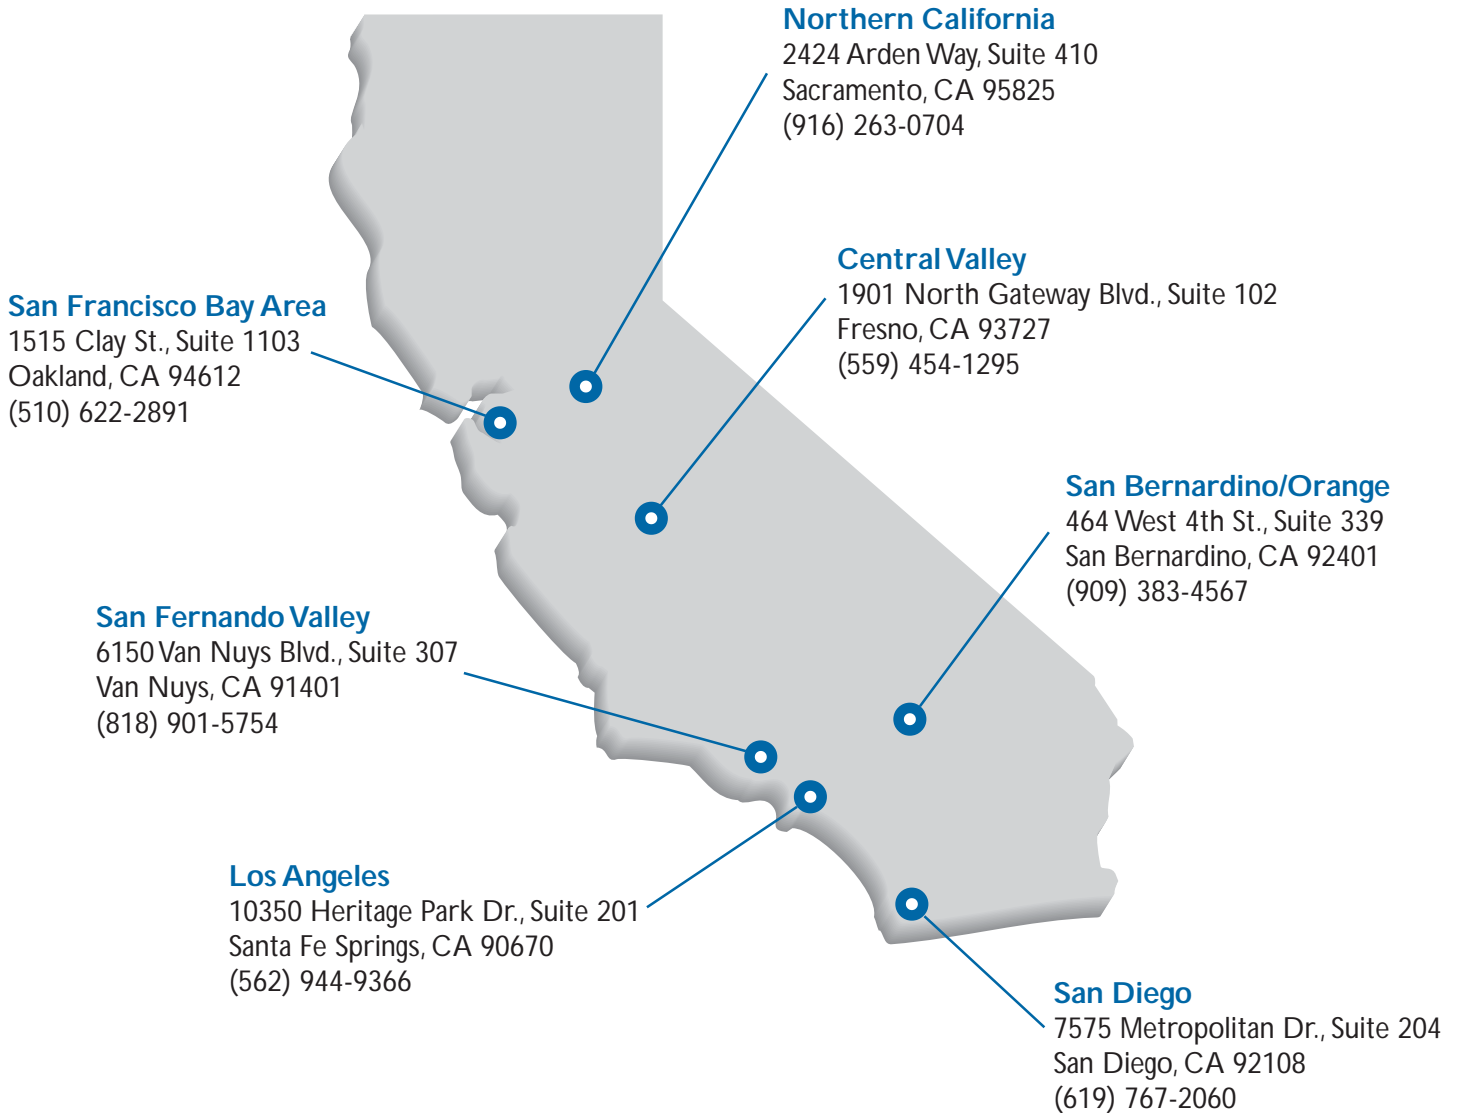 Northern California
2424 Arden Way, Suite 410
Sacramento, CA 95825
(916) 263-0704
Central Valley
1901 North Gateway Blvd., Suite 102
Fresno, CA 93727
(559) 454-1295
San Francisco Bay Area
1515 Clay St., Suite 1103
Oakland, CA 94612
(510) 622-2891
San Bernardino/Orange
464 West 4th St., Suite 339
San Bernardino, CA 92401
(909) 383-4567
San Fernando Valley
6150 Van Nuys Blvd., Suite 307
Van Nuys, CA 91401
(818) 901-5754
Los Angeles
10350 Heritage Park Dr., Suite 201
Santa Fe Springs, CA 90670
(562) 944-9366
San Diego
7575 Metropolitan Dr., Suite 204
San Diego, CA 92108
(619) 767-2060